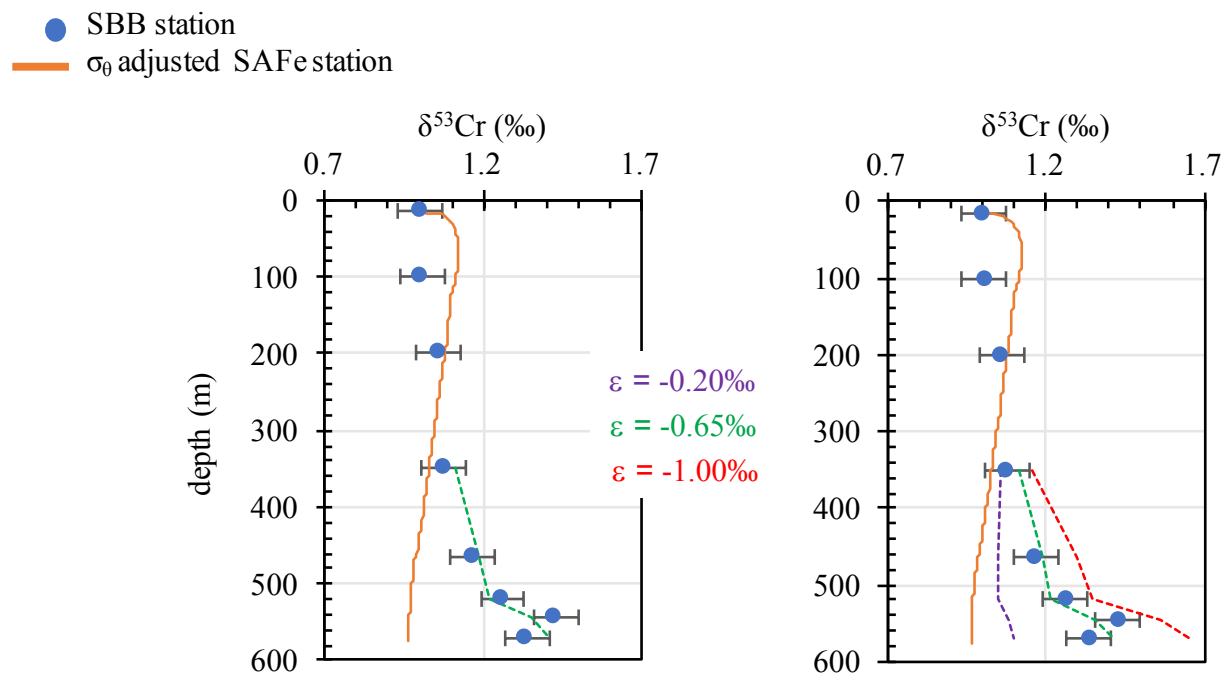 SBB station
σθ adjusted SAFe station
δ⁵³Cr (‰)
0.7 1.2 1.7
0
100
200
300
400
500
600
depth (m)
ε = -0.20‰
ε = -0.65‰
ε = -1.00‰
δ⁵³Cr (‰)
0.7 1.2 1.7
0
100
200
300
400
500
600